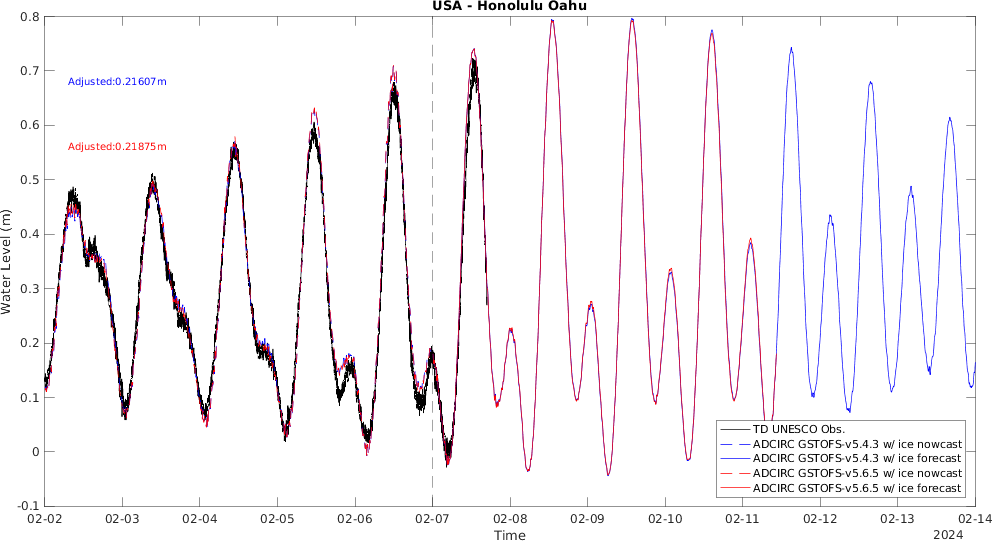 USA - Honolulu Oahu
0.8
0.7
0.6
0.5
0.4
0.3
0.2
0.1
0
-0.1
Water Level (m)
Adjusted:0.21607m
Adjusted:0.21875m
TD UNESCO Obs.
ADCIRC GSTOFS-v5.4.3 w/ ice nowcast
ADCIRC GSTOFS-v5.4.3 w/ ice forecast
ADCIRC GSTOFS-v5.6.5 w/ ice nowcast
ADCIRC GSTOFS-v5.6.5 w/ ice forecast
02-02 02-03 02-04 02-05 02-06 02-07 02-08 02-09 02-10 02-11 02-12 02-13 02-14
Time
2024